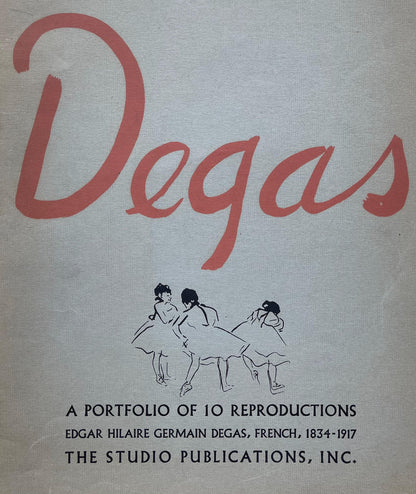 Degas
A PORTFOLIO OF 10 REPRODUCTIONS
EDGAR HILAIRE GERMAIN DEGAS, FRENCH, 1834-1917
THE STUDIO PUBLICATIONS, INC.